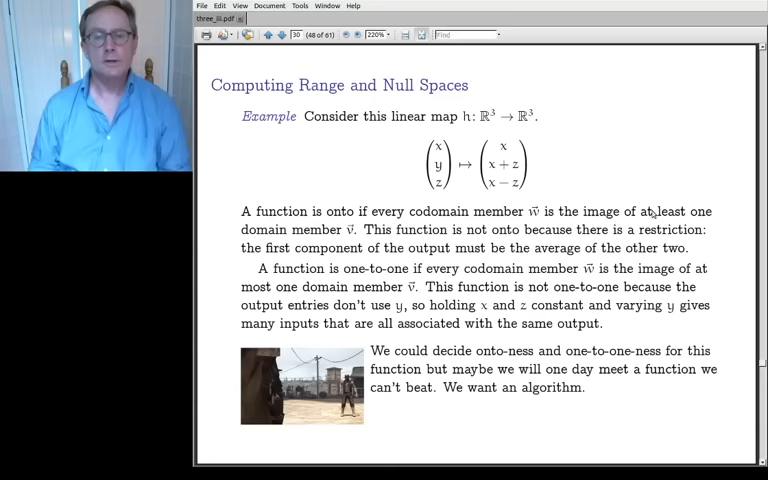 File Edit View Document Tools Window Help
three_iii.pdf
30 (48 of 61) 220% Find
Computing Range and Null Spaces
Example Consider this linear map h: ℝ³ → ℝ³.
(x y z) ↦ (x x + z x − z)
A function is onto if every codomain member w⃗ is the image of at least one
domain member v⃗. This function is not onto because there is a restriction:
the first component of the output must be the average of the other two.
A function is one-to-one if every codomain member w⃗ is the image of at
most one domain member v⃗. This function is not one-to-one because the
output entries don't use y, so holding x and z constant and varying y gives
many inputs that are all associated with the same output.
We could decide onto-ness and one-to-one-ness for this
function but maybe we will one day meet a function we
can't beat. We want an algorithm.